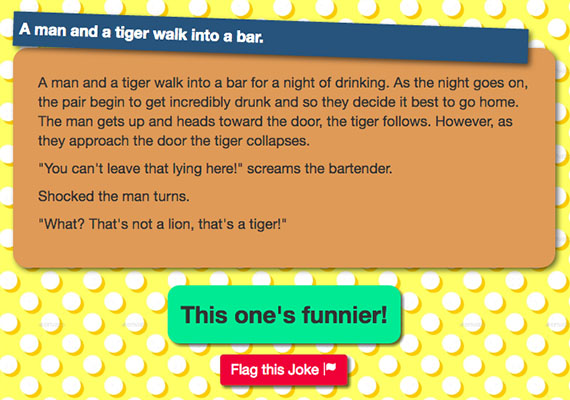 A man and a tiger walk into a bar.
A man and a tiger walk into a bar for a night of drinking. As the night goes on,
the pair begin to get incredibly drunk and so they decide it best to go home.
The man gets up and heads toward the door, the tiger follows. However, as
they approach the door the tiger collapses.
"You can't leave that lying here!" screams the bartender.
Shocked the man turns.
"What? That's not a lion, that's a tiger!"
This one's funnier!
Flag this Joke